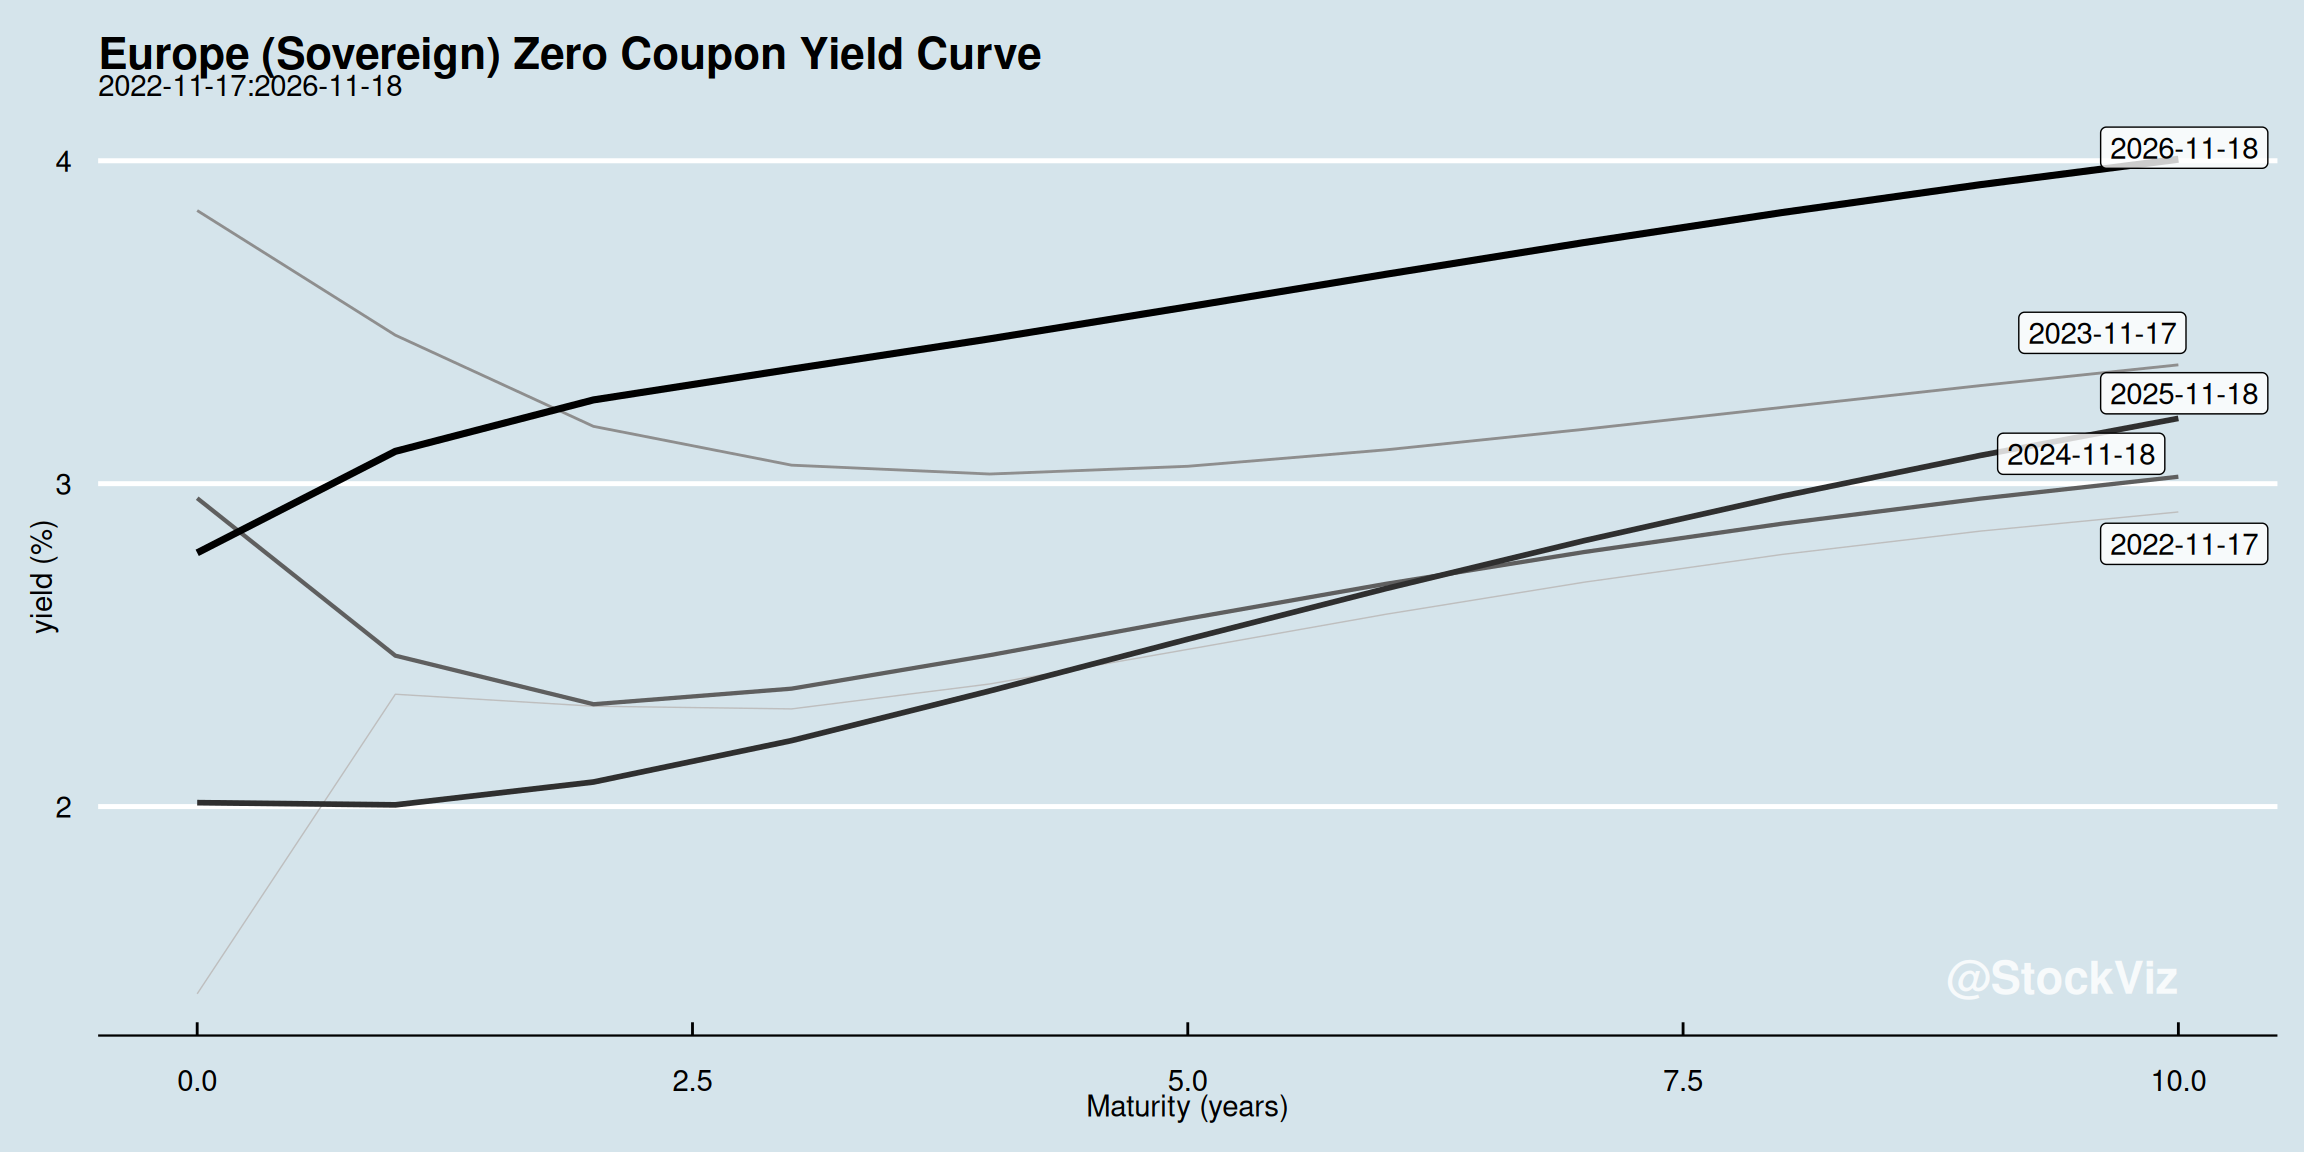 Europe (Sovereign) Zero Coupon Yield Curve
2022-11-17:2026-11-18
4
3
2
yield (%)
2026-11-18
2023-11-17
2025-11-18
2024-11-18
2022-11-17
@StockViz
0.0 2.5 5.0 7.5 10.0
Maturity (years)